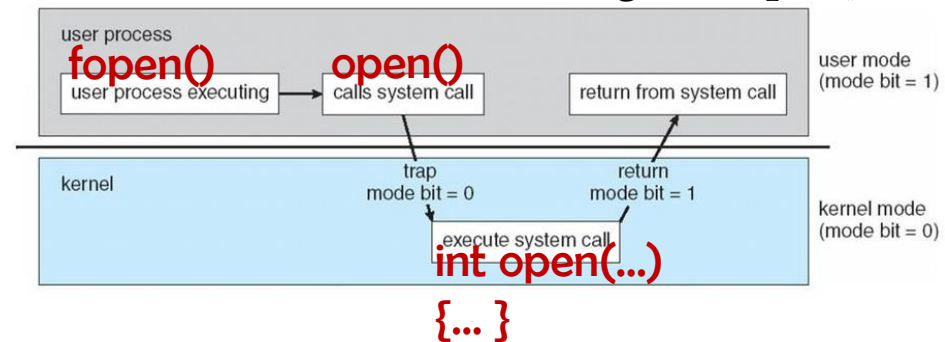 user process
fopen()
open()
user process executing
calls system call
return from system call
user mode
(mode bit = 1)
trap
mode bit = 0
return
mode bit = 1
kernel
execute system call
int open(...)
{... }
kernel mode
(mode bit = 0)